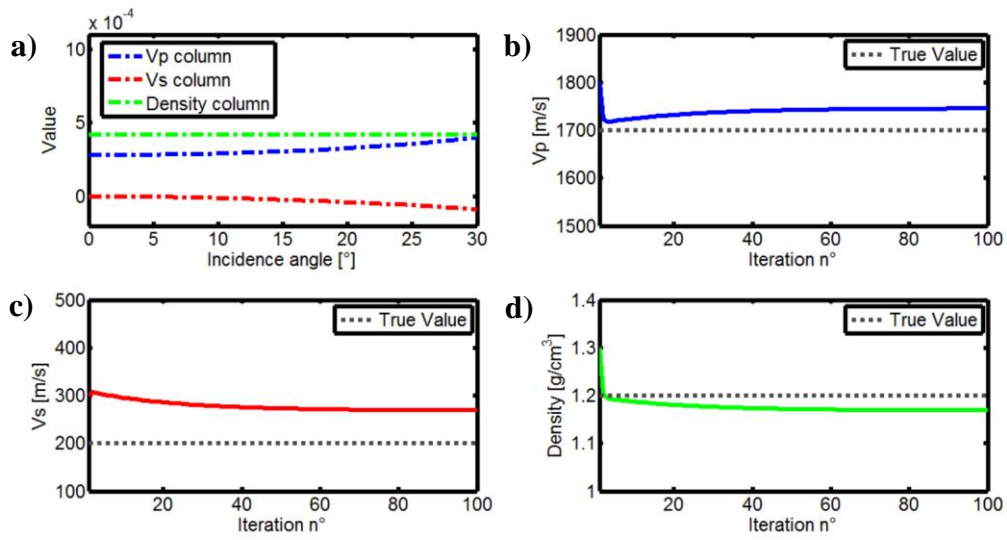 a)
x 10⁻⁴
10
5
0
Value
Vp column
Vs column
Density column
0 5 10 15 20 25 30
Incidence angle [°]
b)
1900
1800
1700
1600
1500
Vp [m/s]
True Value
20 40 60 80 100
Iteration n°
c)
500
400
300
200
100
Vs [m/s]
True Value
20 40 60 80 100
Iteration n°
d)
1.4
1.3
1.2
1.1
1
Density [g/cm³]
True Value
20 40 60 80 100
Iteration n°